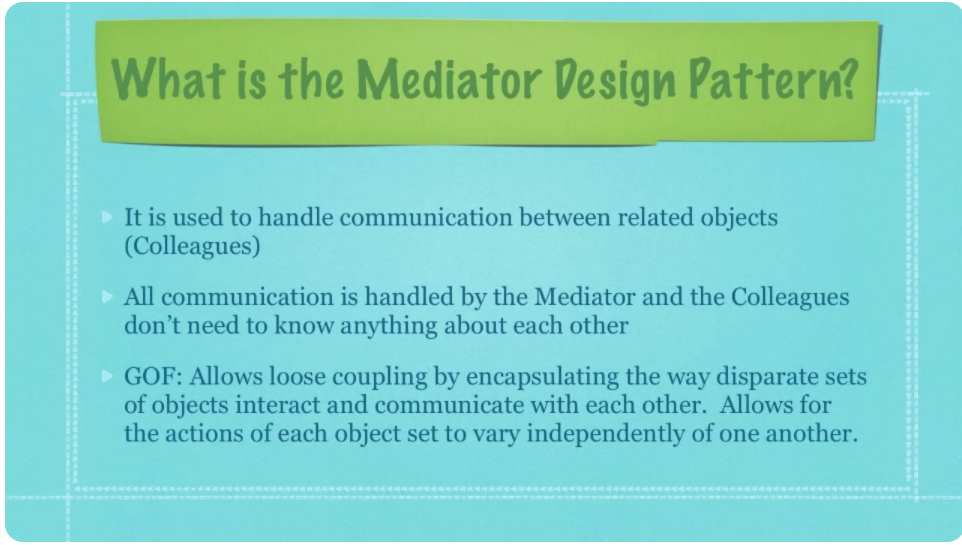 What is the Mediator Design Pattern?
It is used to handle communication between related objects
(Colleagues)
All communication is handled by the Mediator and the Colleagues
don’t need to know anything about each other
GOF: Allows loose coupling by encapsulating the way disparate sets
of objects interact and communicate with each other.  Allows for
the actions of each object set to vary independently of one another.